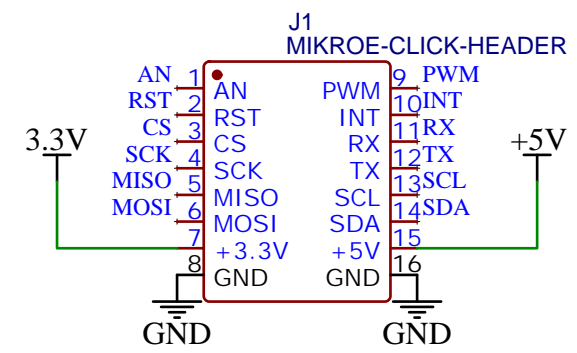 J1
MIKROE-CLICK-HEADER
AN 1 AN PWM 9 PWM
RST 2 RST INT 10 INT
CS 3 CS RX 11 RX
3.3V +5V
SCK 4 SCK TX 12 TX
MISO 5 MISO SCL 13 SCL
MOSI 6 MOSI SDA 14 SDA
7 +3.3V +5V 15
8 GND GND 16
GND GND